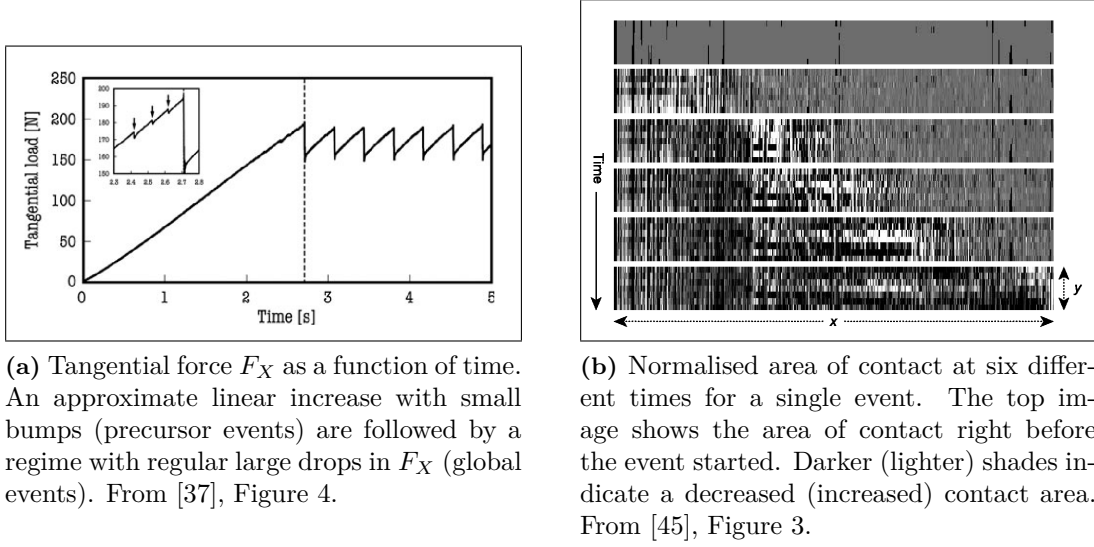 250
200
150
100
50
0
Tangential load [N]
200
190
180
170
160
150
2.3 2.4 2.5 2.6 2.7 2.8
0 1 2 3 4 5
Time [s]
Time
y
x
(a) Tangential force F_X as a function of time.
An approximate linear increase with small
bumps (precursor events) are followed by a
regime with regular large drops in F_X (global
events). From [37], Figure 4.
(b) Normalised area of contact at six differ-
ent times for a single event. The top im-
age shows the area of contact right before
the event started. Darker (lighter) shades in-
dicate a decreased (increased) contact area.
From [45], Figure 3.